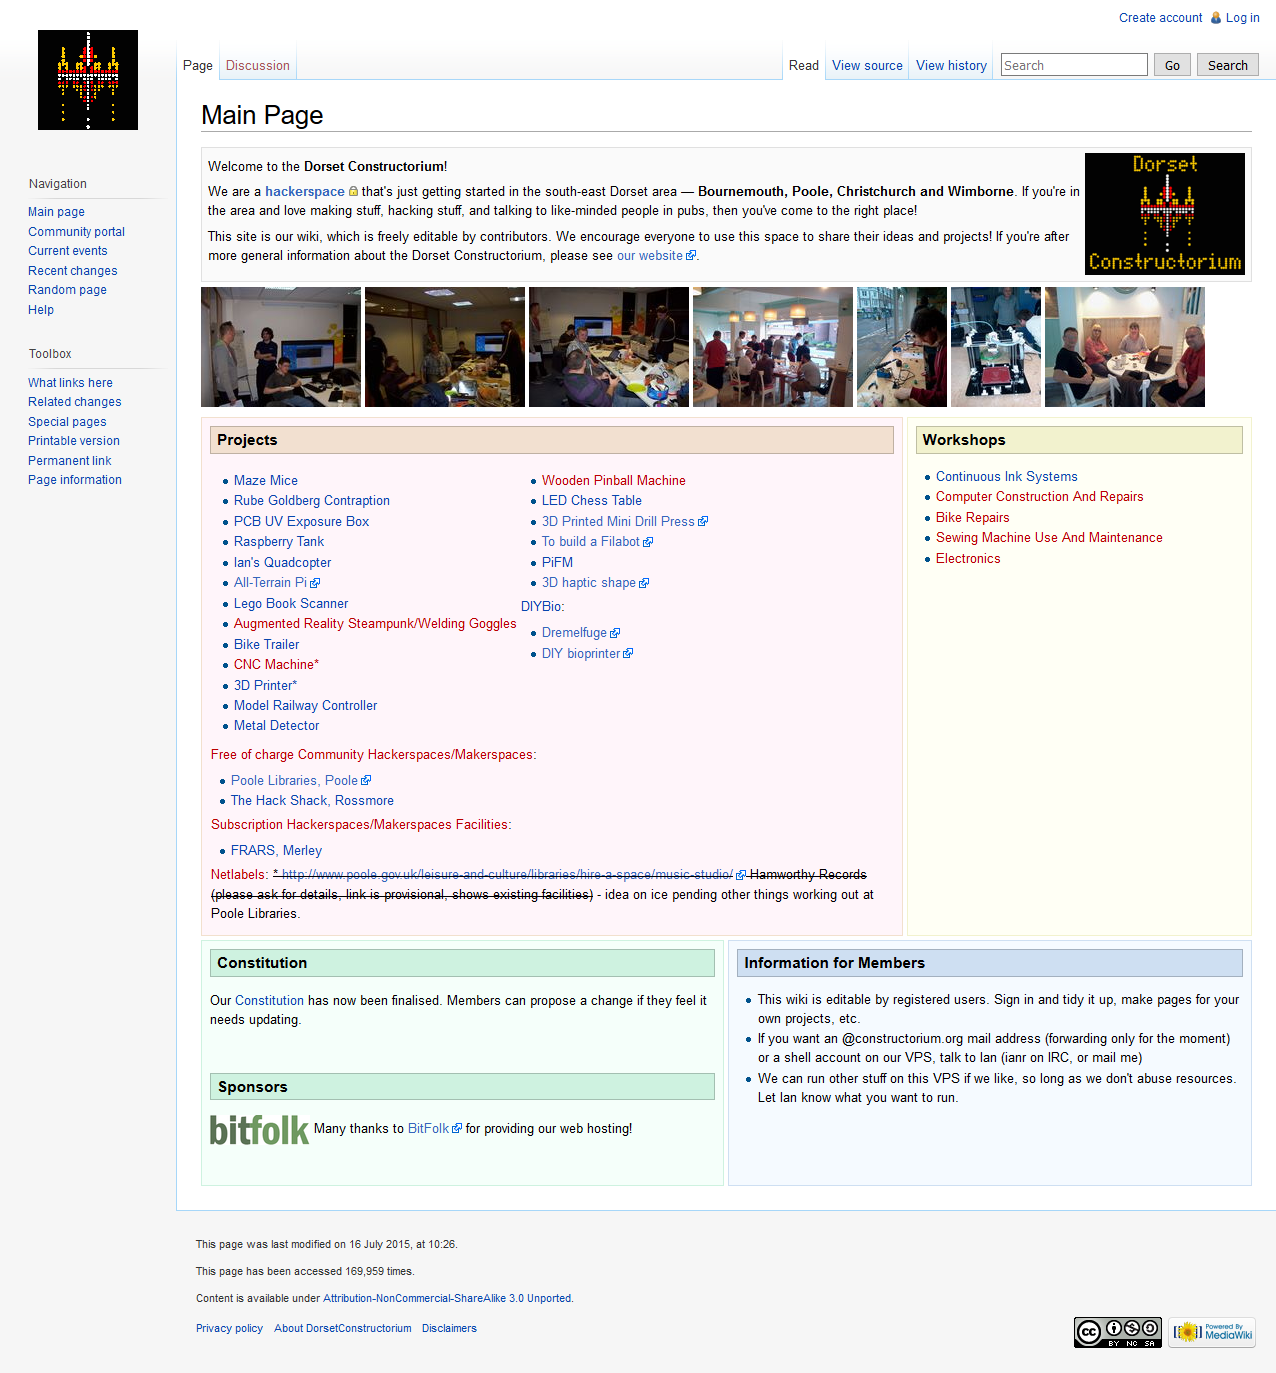 Create account Log in
Page Discussion Read View source View history Search Go Search
Main Page
Welcome to the Dorset Constructorium!
We are a hackerspace that's just getting started in the south-east Dorset area — Bournemouth, Poole, Christchurch and Wimborne. If you're in
the area and love making stuff, hacking stuff, and talking to like-minded people in pubs, then you've come to the right place!
This site is our wiki, which is freely editable by contributors. We encourage everyone to use this space to share their ideas and projects! If you're after
more general information about the Dorset Constructorium, please see our website.
Dorset
Constructorium
Navigation
Main page
Community portal
Current events
Recent changes
Random page
Help
Toolbox
What links here
Related changes
Special pages
Printable version
Permanent link
Page information
Projects
Maze Mice
Rube Goldberg Contraption
PCB UV Exposure Box
Raspberry Tank
Ian's Quadcopter
All-Terrain Pi
Lego Book Scanner
Augmented Reality Steampunk/Welding Goggles
Bike Trailer
CNC Machine*
3D Printer*
Model Railway Controller
Metal Detector
Wooden Pinball Machine
LED Chess Table
3D Printed Mini Drill Press
To build a Filabot
PiFM
3D haptic shape
DIYBio:
Dremelfuge
DIY bioprinter
Free of charge Community Hackerspaces/Makerspaces:
Poole Libraries, Poole
The Hack Shack, Rossmore
Subscription Hackerspaces/Makerspaces Facilities:
FRARS, Merley
Netlabels: * http://www.poole.gov.uk/leisure-and-culture/libraries/hire-a-space/music-studio/ Hamworthy Records
(please ask for details, link is provisional, shows existing facilities) - idea on ice pending other things working out at
Poole Libraries.
Workshops
Continuous Ink Systems
Computer Construction And Repairs
Bike Repairs
Sewing Machine Use And Maintenance
Electronics
Constitution
Our Constitution has now been finalised. Members can propose a change if they feel it
needs updating.
Sponsors
bitfolk Many thanks to BitFolk for providing our web hosting!
Information for Members
This wiki is editable by registered users. Sign in and tidy it up, make pages for your
own projects, etc.
If you want an @constructorium.org mail address (forwarding only for the moment)
or a shell account on our VPS, talk to Ian (ianr on IRC, or mail me)
We can run other stuff on this VPS if we like, so long as we don't abuse resources.
Let Ian know what you want to run.
This page was last modified on 16 July 2015, at 10:26.
This page has been accessed 169,959 times.
Content is available under Attribution-NonCommercial-ShareAlike 3.0 Unported.
Privacy policy About DorsetConstructorium Disclaimers
cc BY NC SA
Powered By
MediaWiki